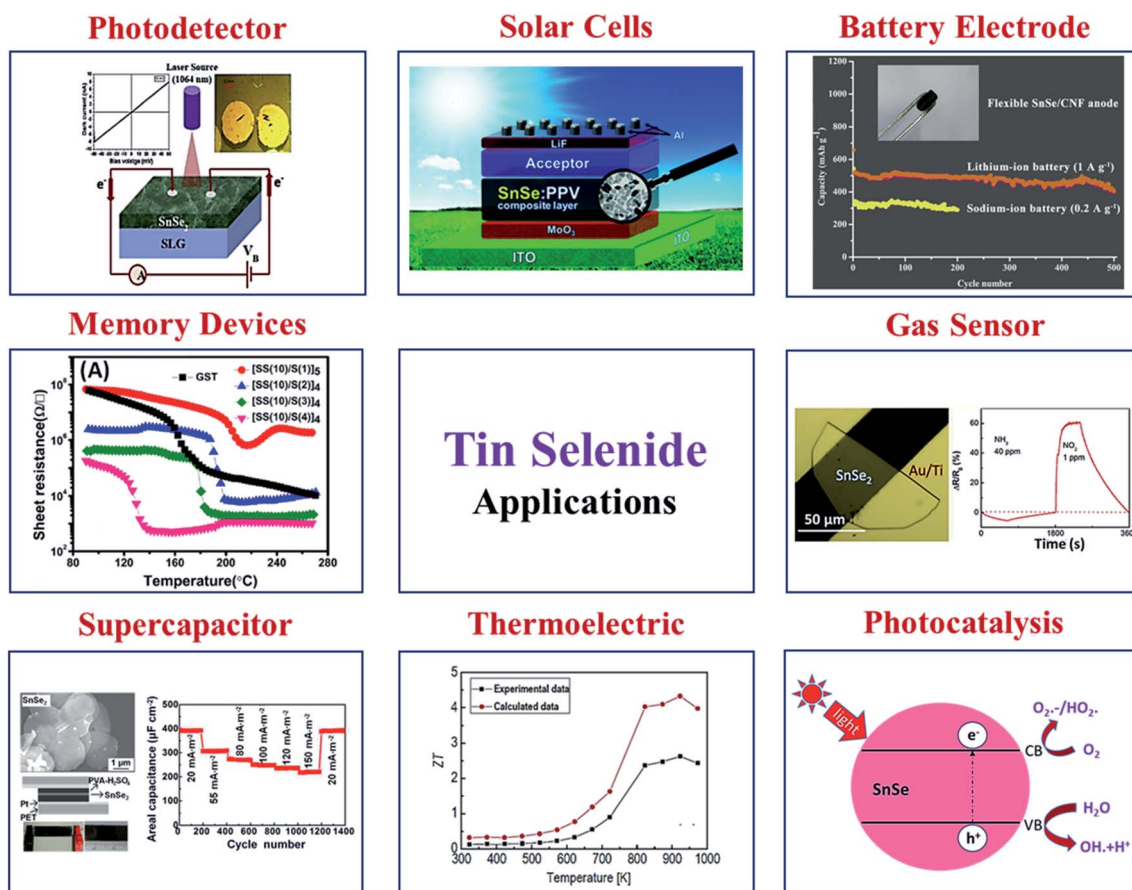 Photodetector
Laser Source
(1064 nm)
Dark current (nA)
Bias voltage (mV)
e⁻
e⁻
SnSe₂
SLG
A
V_B
Solar Cells
Al
LiF
Acceptor
SnSe:PPV
composite layer
MoO₃
ITO
ITO
Battery Electrode
1200
1000
800
600
400
200
0
Capacity (mAh g⁻¹)
Flexible SnSe/CNF anode
Lithium-ion battery (1 A g⁻¹)
Sodium-ion battery (0.2 A g⁻¹)
0 100 200 300 400 500
Cycle number
Memory Devices
(A)
GST
[SS(10)/S(1)]₅
[SS(10)/S(2)]₄
[SS(10)/S(3)]₄
[SS(10)/S(4)]₄
Sheet resistance(Ω/□)
10⁸
10⁶
10⁴
10²
80 120 160 200 240 280
Temperature(°C)
Tin Selenide
Applications
Gas Sensor
SnSe₂
Au/Ti
50 μm
ΔR/R₀ (%)
60
40
20
0
NH₃
40 ppm
NO₂
1 ppm
0 1800 360
Time (s)
Supercapacitor
SnSe₂
1 μm
PVA-H₂SO₄
SnSe₂
Pt
PET
Areal capacitance (μF cm⁻²)
500
400
300
200
100
0
20 mA·m⁻²
55 mA·m⁻²
80 mA·m⁻²
100 mA·m⁻²
120 mA·m⁻²
150 mA·m⁻²
20 mA·m⁻²
0 200 400 600 800 1000 1200 1400
Cycle number
Thermoelectric
Experimental data
Calculated data
ZT
5
4
3
2
1
0
300 400 500 600 700 800 900 1000
Temperature [K]
Photocatalysis
light
SnSe
e⁻
h⁺
CB
VB
O₂.-/HO₂.
O₂
H₂O
OH.+H⁺